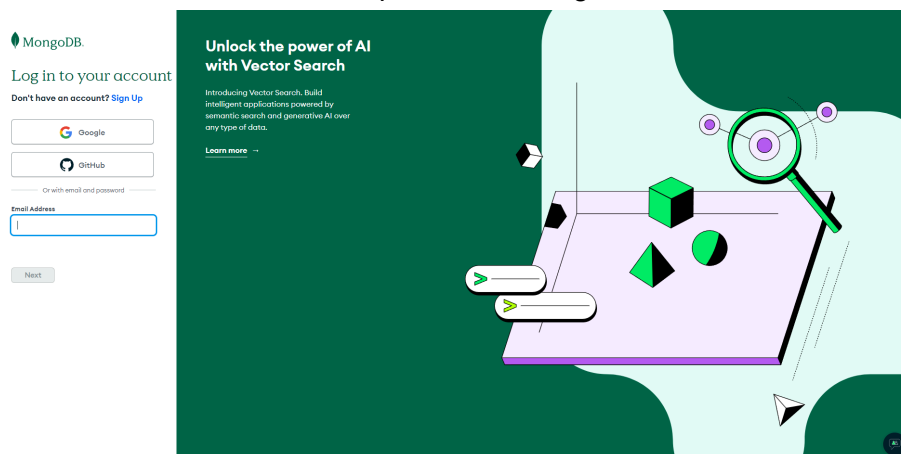 MongoDB.
Log in to your account
Don't have an account? Sign Up
Google
GitHub
Or with email and password
Email Address
Next
Unlock the power of AI
with Vector Search
Introducing Vector Search. Build
intelligent applications powered by
semantic search and generative AI over
any type of data.
Learn more →